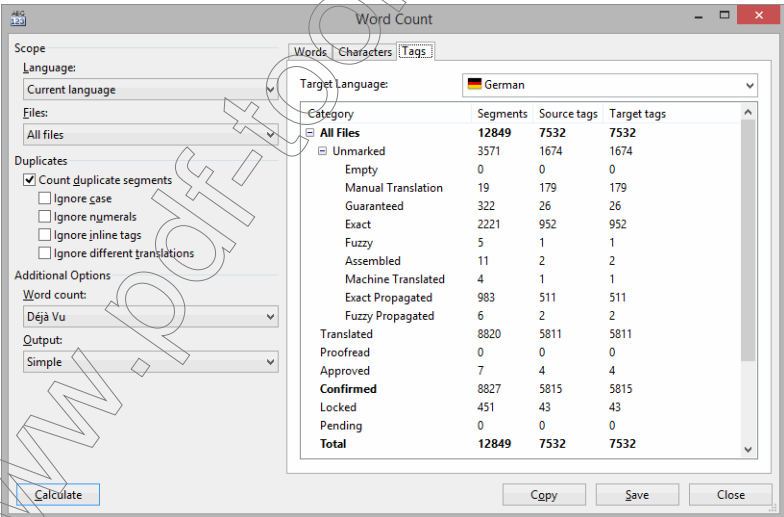 ABC 123
Word Count
Scope
Language:
Current language
Files:
All files
Duplicates
Count duplicate segments
Ignore case
Ignore numerals
Ignore inline tags
Ignore different translations
Additional Options
Word count:
Déjà Vu
Output:
Simple
Calculate
Words Characters Tags
Target Language: German
Category Segments Source tags Target tags
All Files 12849 7532 7532
Unmarked 3571 1674 1674
Empty 0 0 0
Manual Translation 19 179 179
Guaranteed 322 26 26
Exact 2221 952 952
Fuzzy 5 1 1
Assembled 11 2 2
Machine Translated 4 1 1
Exact Propagated 983 511 511
Fuzzy Propagated 6 2 2
Translated 8820 5811 5811
Proofread 0 0 0
Approved 7 4 4
Confirmed 8827 5815 5815
Locked 451 43 43
Pending 0 0 0
Total 12849 7532 7532
Copy Save Close
www.pdf-too